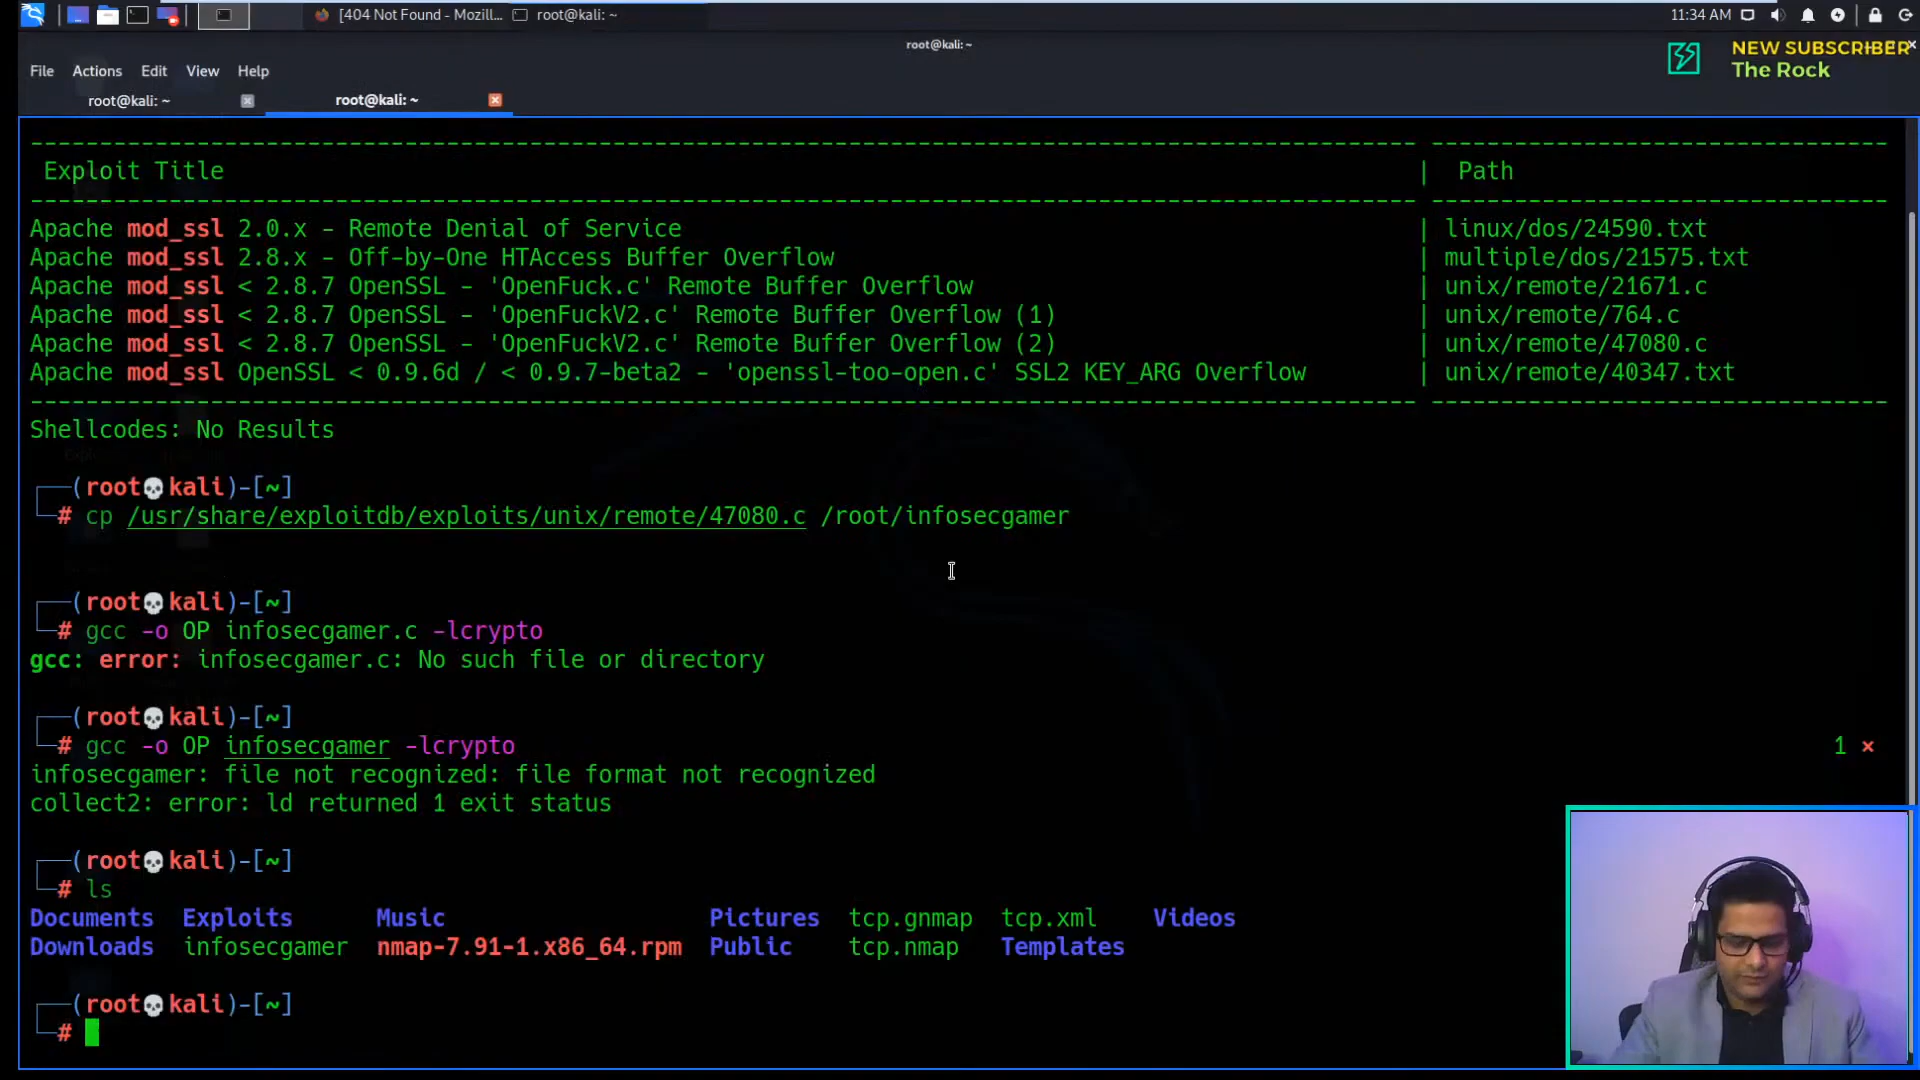 [404 Not Found - Mozill...
root@kali: ~
11:34 AM
root@kali: ~
NEW SUBSCRIBER
The Rock
File Actions Edit View Help
root@kali: ~
root@kali: ~
--------------------------------------------------------------------------------------------------- ---------------------------------
Exploit Title | Path
--------------------------------------------------------------------------------------------------- ---------------------------------
Apache mod_ssl 2.0.x - Remote Denial of Service | linux/dos/24590.txt
Apache mod_ssl 2.8.x - Off-by-One HTAccess Buffer Overflow | multiple/dos/21575.txt
Apache mod_ssl < 2.8.7 OpenSSL - 'OpenFuck.c' Remote Buffer Overflow | unix/remote/21671.c
Apache mod_ssl < 2.8.7 OpenSSL - 'OpenFuckV2.c' Remote Buffer Overflow (1) | unix/remote/764.c
Apache mod_ssl < 2.8.7 OpenSSL - 'OpenFuckV2.c' Remote Buffer Overflow (2) | unix/remote/47080.c
Apache mod_ssl OpenSSL < 0.9.6d / < 0.9.7-beta2 - 'openssl-too-open.c' SSL2 KEY_ARG Overflow | unix/remote/40347.txt
--------------------------------------------------------------------------------------------------- ---------------------------------
Shellcodes: No Results
┌──(root💀kali)-[~]
└─# cp /usr/share/exploitdb/exploits/unix/remote/47080.c /root/infosecgamer
┌──(root💀kali)-[~]
└─# gcc -o OP infosecgamer.c -lcrypto
gcc: error: infosecgamer.c: No such file or directory
┌──(root💀kali)-[~]
└─# gcc -o OP infosecgamer -lcrypto 1 ×
infosecgamer: file not recognized: file format not recognized
collect2: error: ld returned 1 exit status
┌──(root💀kali)-[~]
└─# ls
Documents Exploits Music Pictures tcp.gnmap tcp.xml Videos
Downloads infosecgamer nmap-7.91-1.x86_64.rpm Public tcp.nmap Templates
┌──(root💀kali)-[~]
└─#